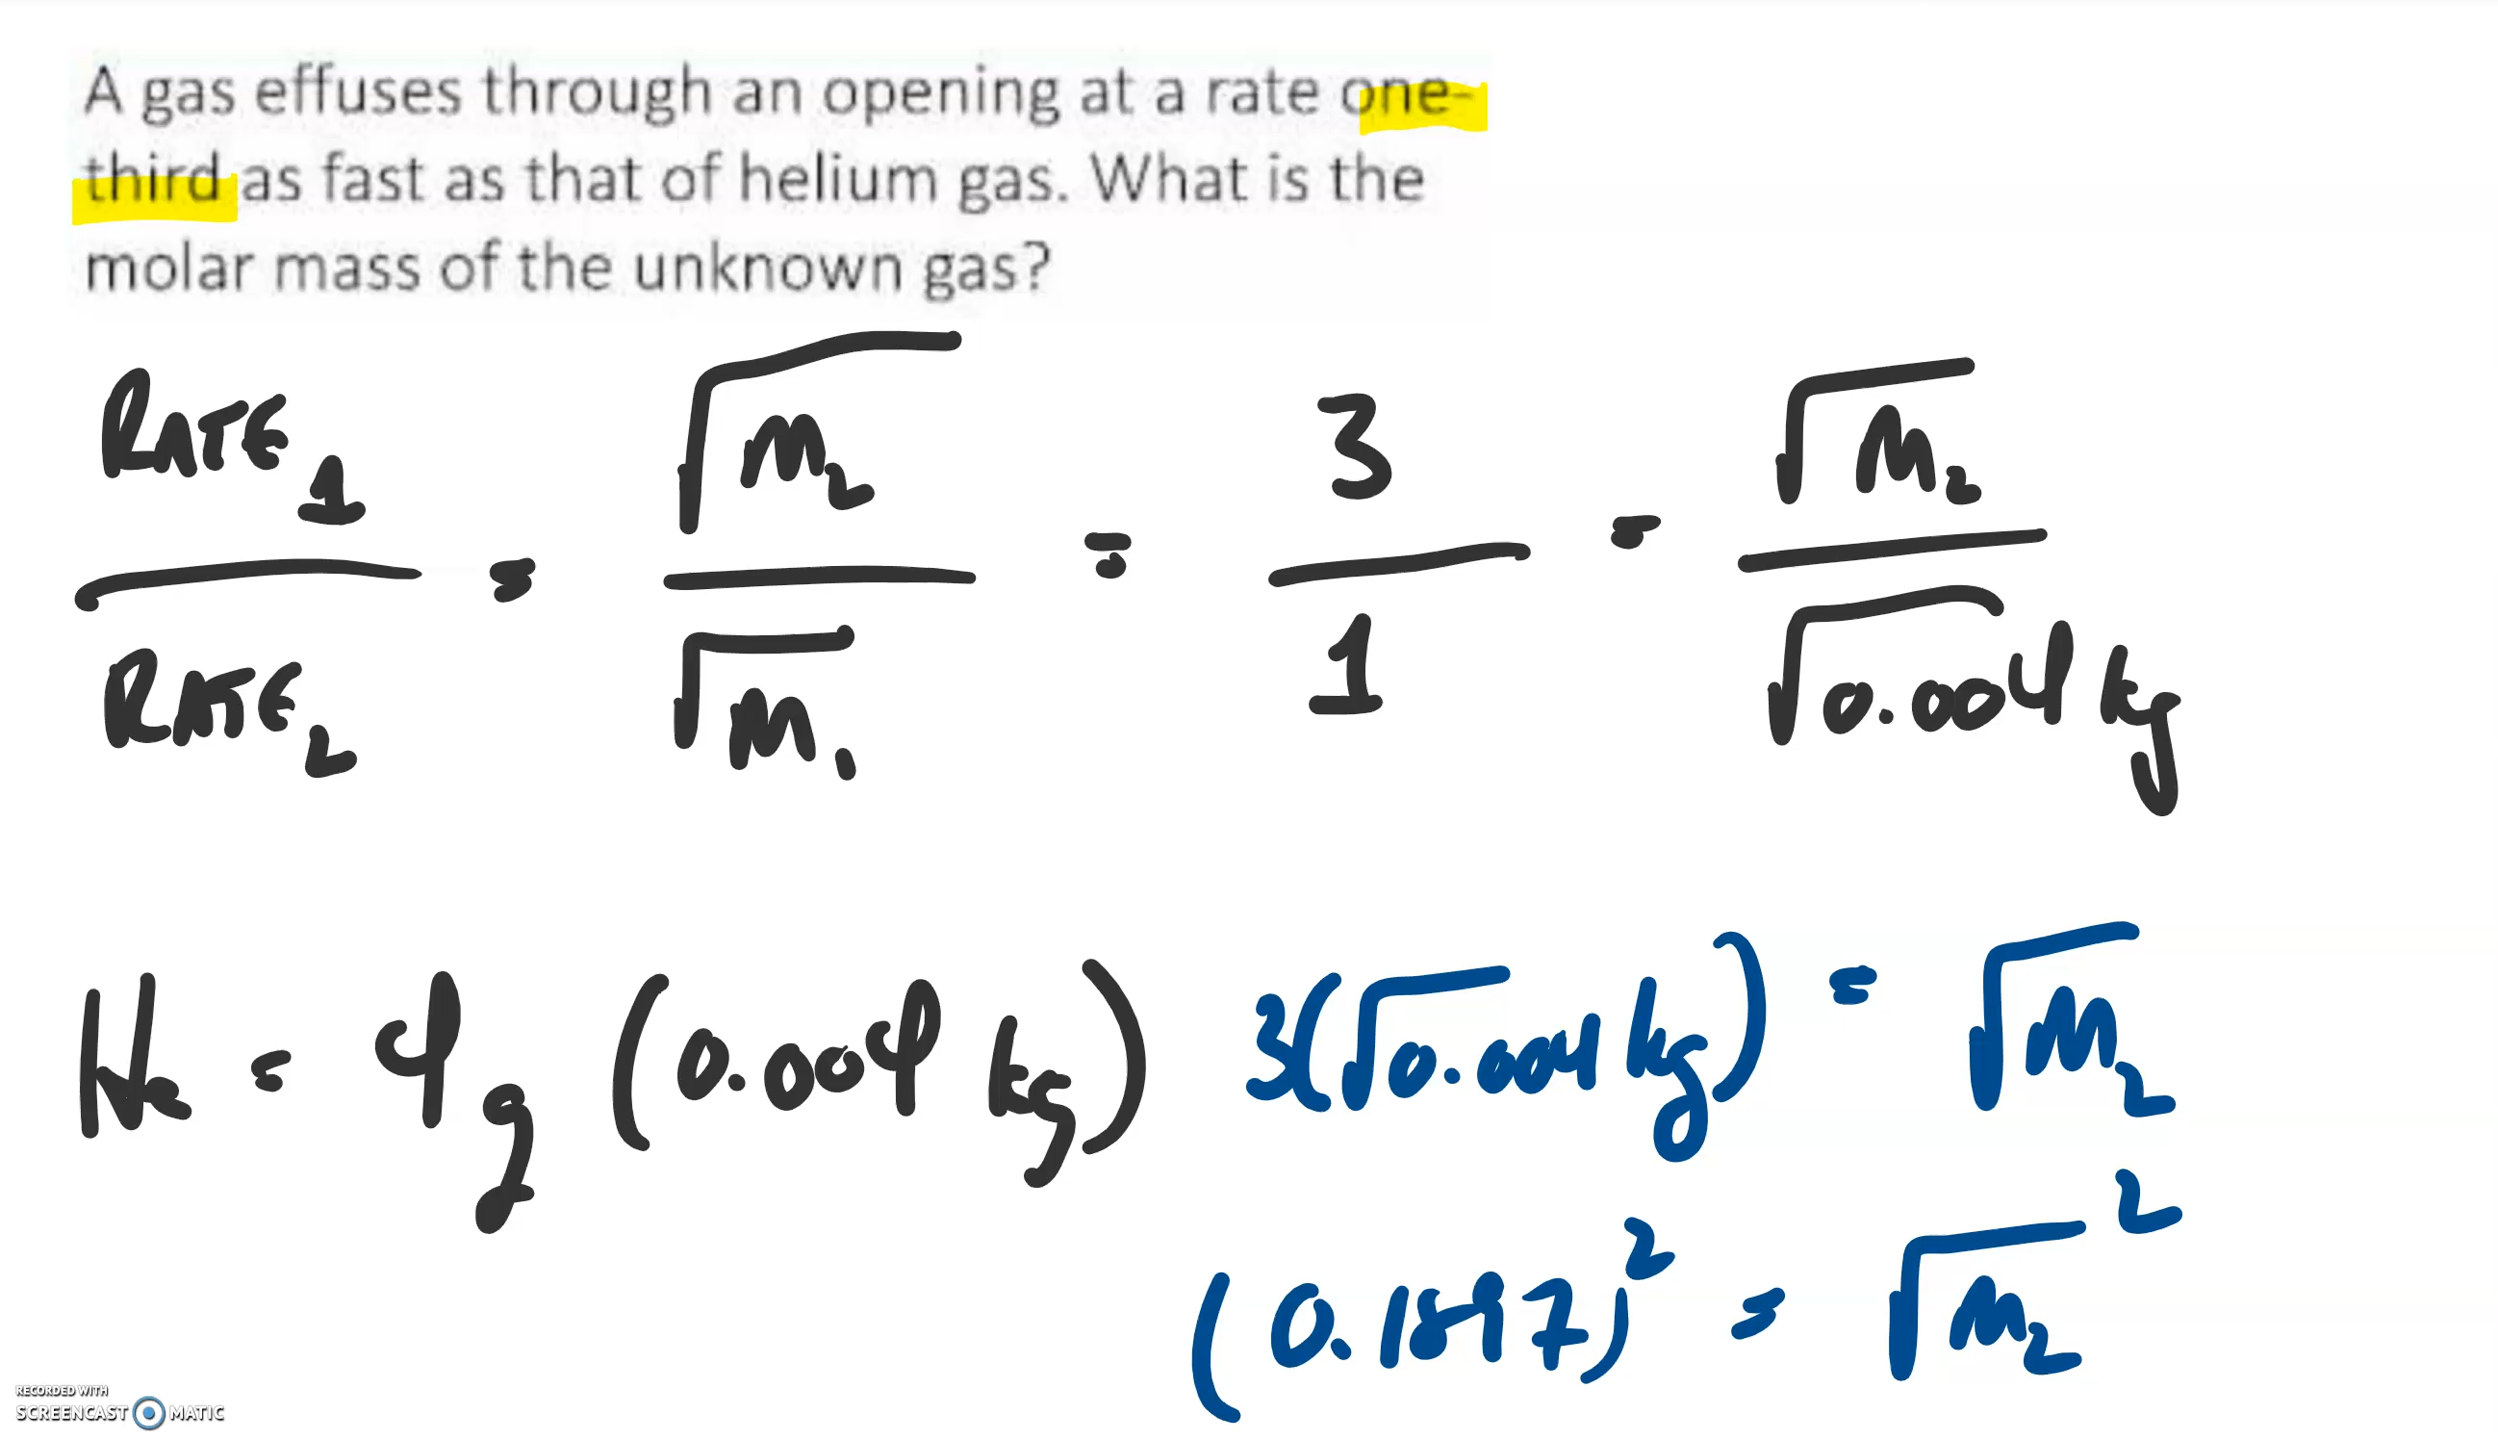 A gas effuses through an opening at a rate one-
third as fast as that of helium gas. What is the
molar mass of the unknown gas?
RATE₁ / RATE₂ = √M₂ / √M₁ = 3 / 1 = √M₂ / √0.004 kg
He = 4g (0.004 kg)
3(√0.004 kg) = √M₂
(0.1897)² = √M₂²
RECORDED WITH
SCREENCAST MATIC